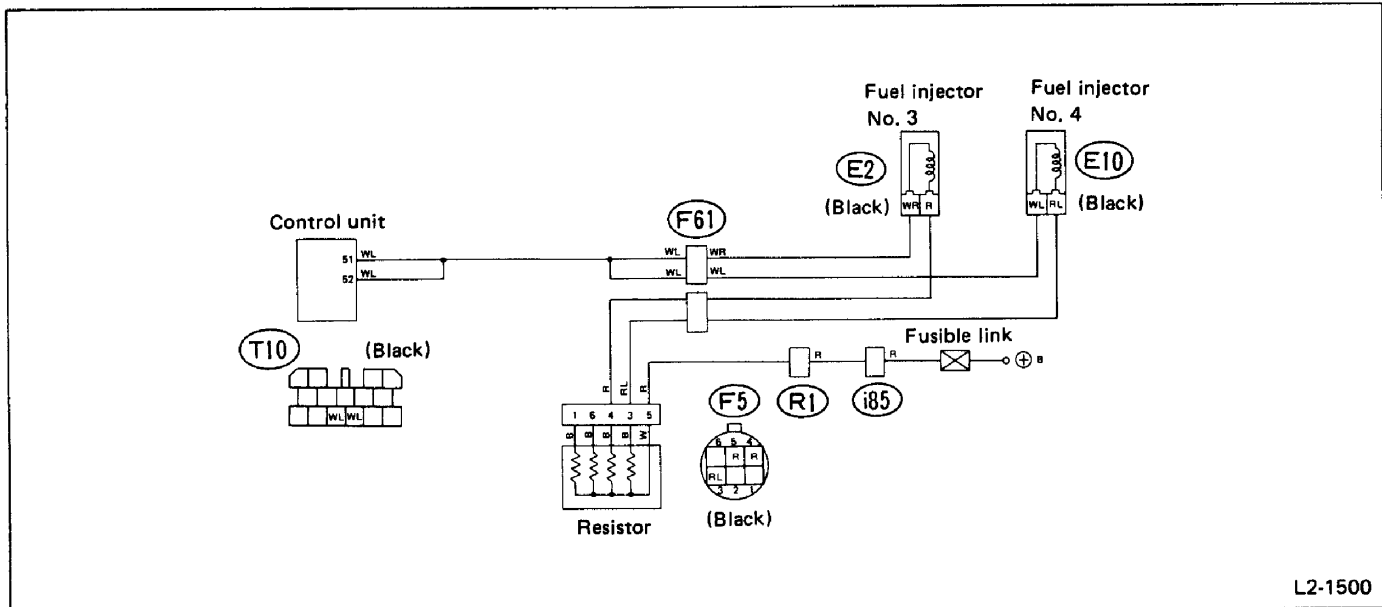 Fuel injector
No. 3
Fuel injector
No. 4
E2
(Black)
WR R
E10
(Black)
WL RL
Control unit
51 WL
52 WL
F61
WL WR
WL WL
T10
(Black)
WL WL
Fusible link
R R B
R1
i85
R RL R
1 6 4 3 5
B B B B W
Resistor
F5
6 5 4
R R
RL
3 2 1
(Black)
L2-1500